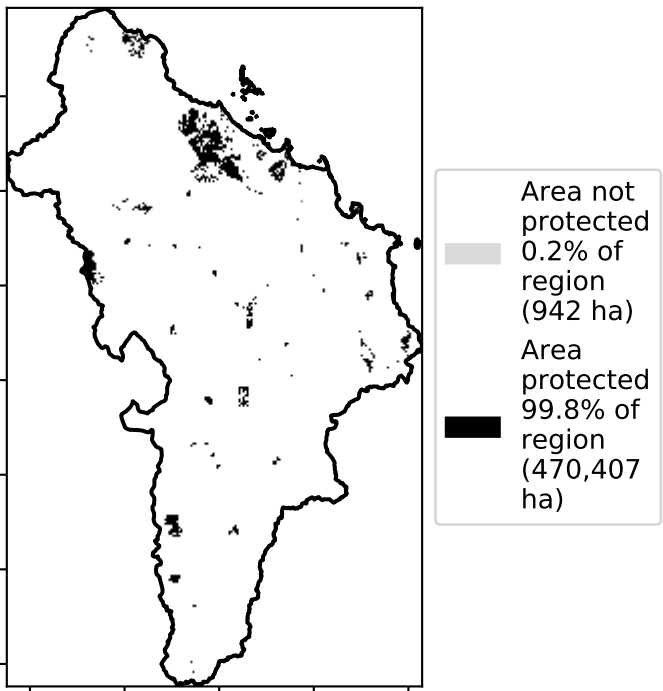 Area not
protected
0.2% of
region
(942 ha)
Area
protected
99.8% of
region
(470,407
ha)